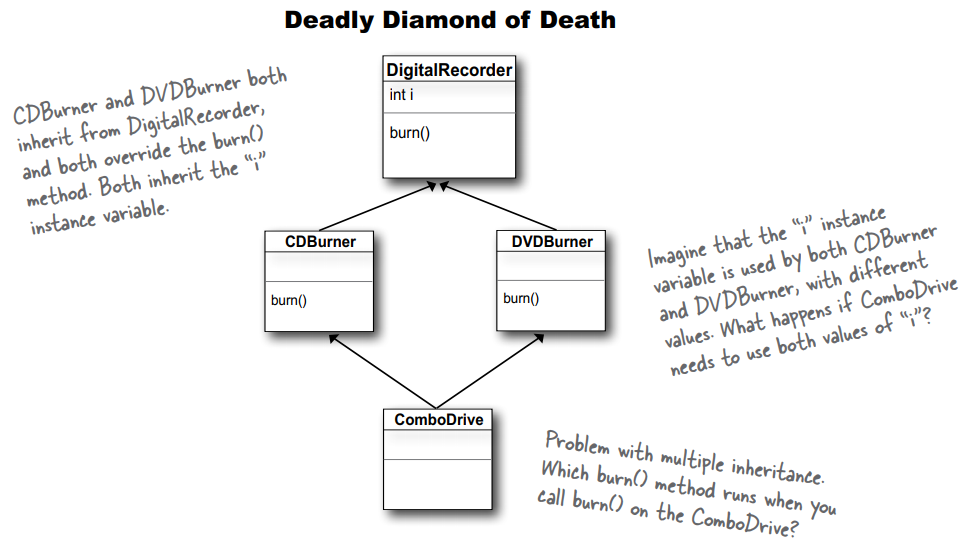 Deadly Diamond of Death
CDBurner and DVDBurner both
inherit from DigitalRecorder,
and both override the burn()
method. Both inherit the “i”
instance variable.
DigitalRecorder
int i
burn()
CDBurner
burn()
DVDBurner
burn()
Imagine that the “i” instance
variable is used by both CDBurner
and DVDBurner, with different
values. What happens if ComboDrive
needs to use both values of “i”?
ComboDrive
Problem with multiple inheritance.
Which burn() method runs when you
call burn() on the ComboDrive?